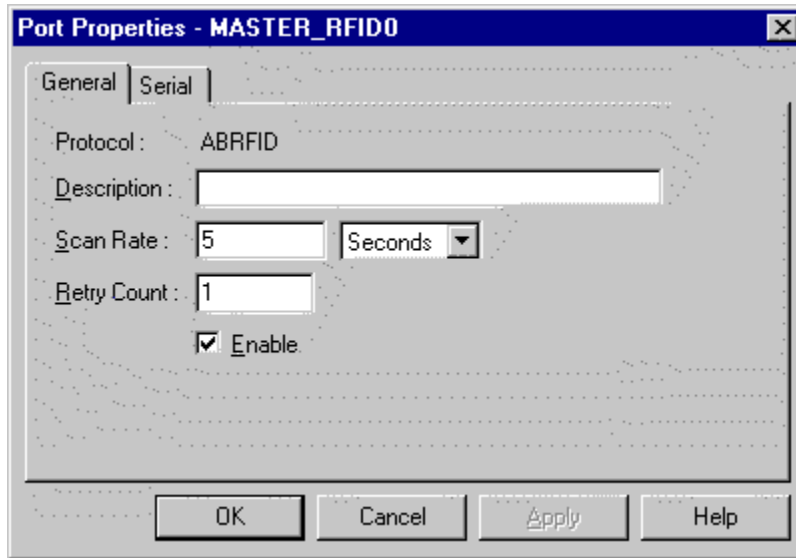 Port Properties - MASTER_RFID0
General Serial
Protocol : ABRFID
Description :
Scan Rate : 5 Seconds
Retry Count : 1
Enable
OK Cancel Apply Help